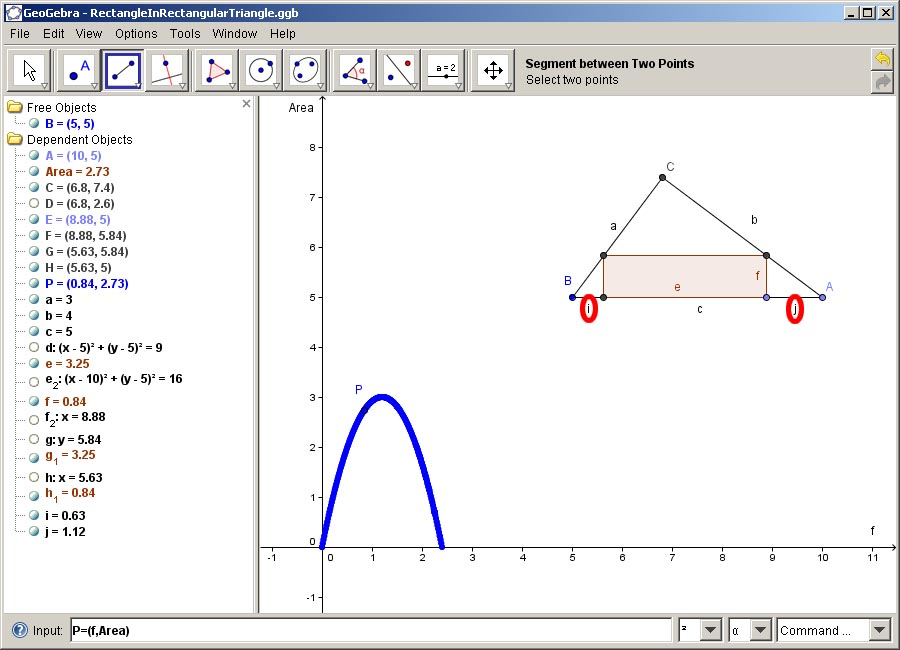 GeoGebra - RectangleInRectangularTriangle.ggb
File Edit View Options Tools Window Help
A
α
a = 2
Segment between Two Points
Select two points
Free Objects
B = (5, 5)
Dependent Objects
A = (10, 5)
Area = 2.73
C = (6.8, 7.4)
D = (6.8, 2.6)
E = (8.88, 5)
F = (8.88, 5.84)
G = (5.63, 5.84)
H = (5.63, 5)
P = (0.84, 2.73)
a = 3
b = 4
c = 5
d: (x - 5)² + (y - 5)² = 9
e = 3.25
e₂: (x - 10)² + (y - 5)² = 16
f = 0.84
f₂: x = 8.88
g: y = 5.84
g₁ = 3.25
h: x = 5.63
h₁ = 0.84
i = 0.63
j = 1.12
Area
8
7
6
5
4
3
2
1
0
-1
C
a
b
B
e
f
A
i
c
j
P
f
-1 0 1 2 3 4 5 6 7 8 9 10 11
Input: P=(f,Area) ² α Command ...